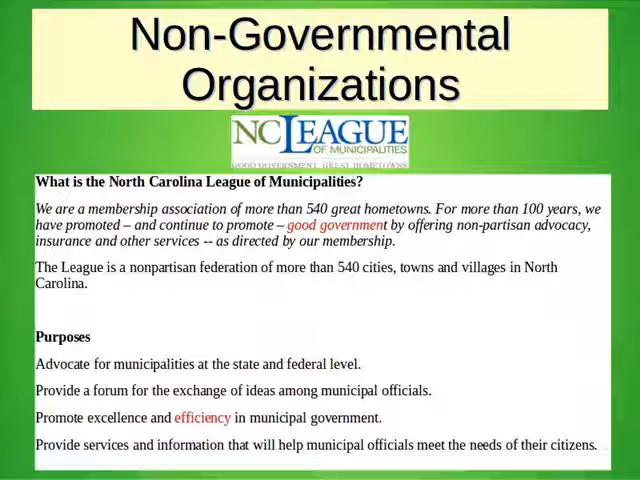 Non-Governmental
Organizations
NCLEAGUE
OF MUNICIPALITIES
GOOD GOVERNMENT. GREAT HOMETOWNS
What is the North Carolina League of Municipalities?
We are a membership association of more than 540 great hometowns. For more than 100 years, we
have promoted – and continue to promote – good government by offering non-partisan advocacy,
insurance and other services -- as directed by our membership.
The League is a nonpartisan federation of more than 540 cities, towns and villages in North
Carolina.
Purposes
Advocate for municipalities at the state and federal level.
Provide a forum for the exchange of ideas among municipal officials.
Promote excellence and efficiency in municipal government.
Provide services and information that will help municipal officials meet the needs of their citizens.